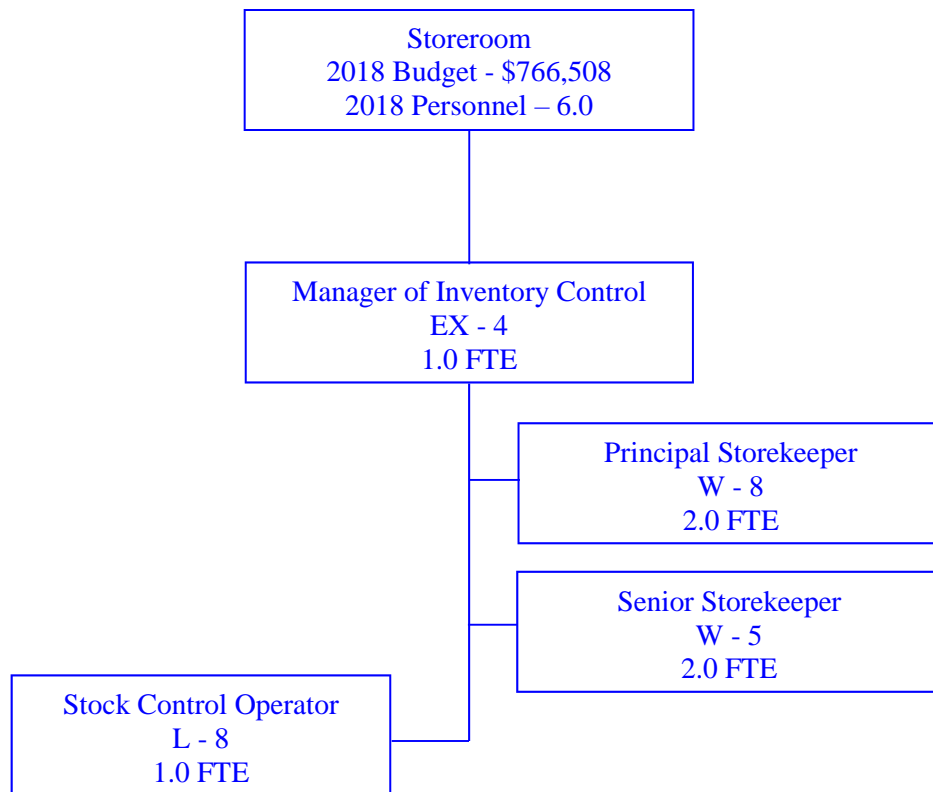 Storeroom
2018 Budget - $766,508
2018 Personnel – 6.0
Manager of Inventory Control
EX - 4
1.0 FTE
Principal Storekeeper
W - 8
2.0 FTE
Senior Storekeeper
W - 5
2.0 FTE
Stock Control Operator
L - 8
1.0 FTE